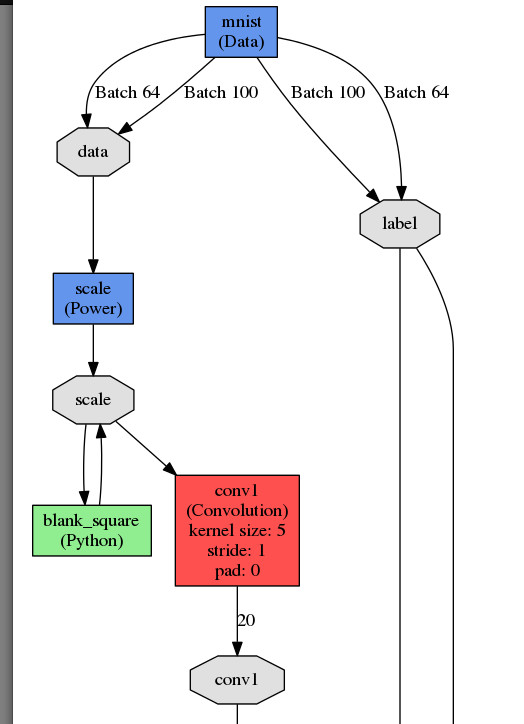 mnist
(Data)
Batch 64
Batch 100
Batch 100
Batch 64
data
label
scale
(Power)
scale
blank_square
(Python)
conv1
(Convolution)
kernel size: 5
stride: 1
pad: 0
20
conv1